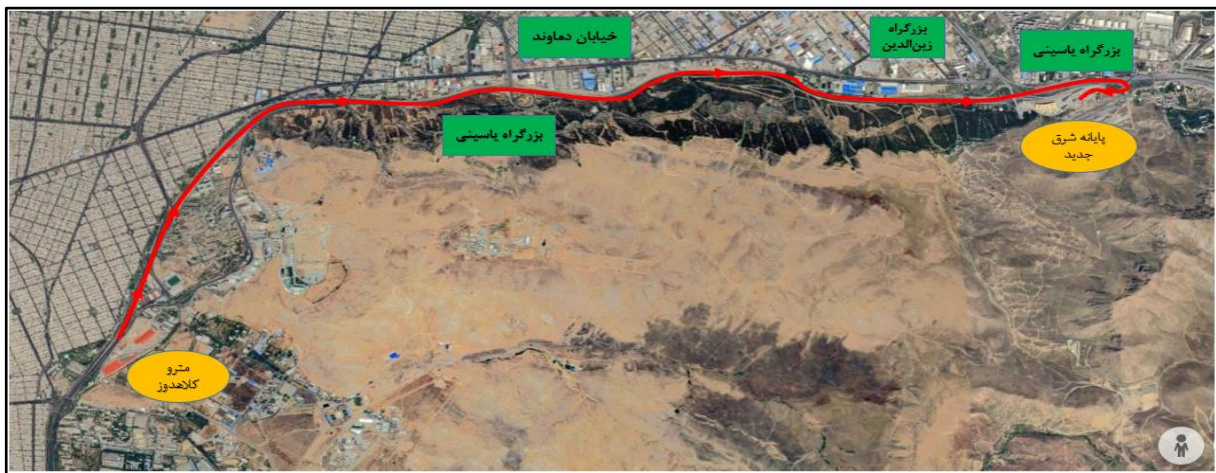 خیابان دماوند
بزرگراه
زین‌الدین
بزرگراه یاسینی
بزرگراه یاسینی
پایانه شرق
جدید
مترو
کلاهدوز